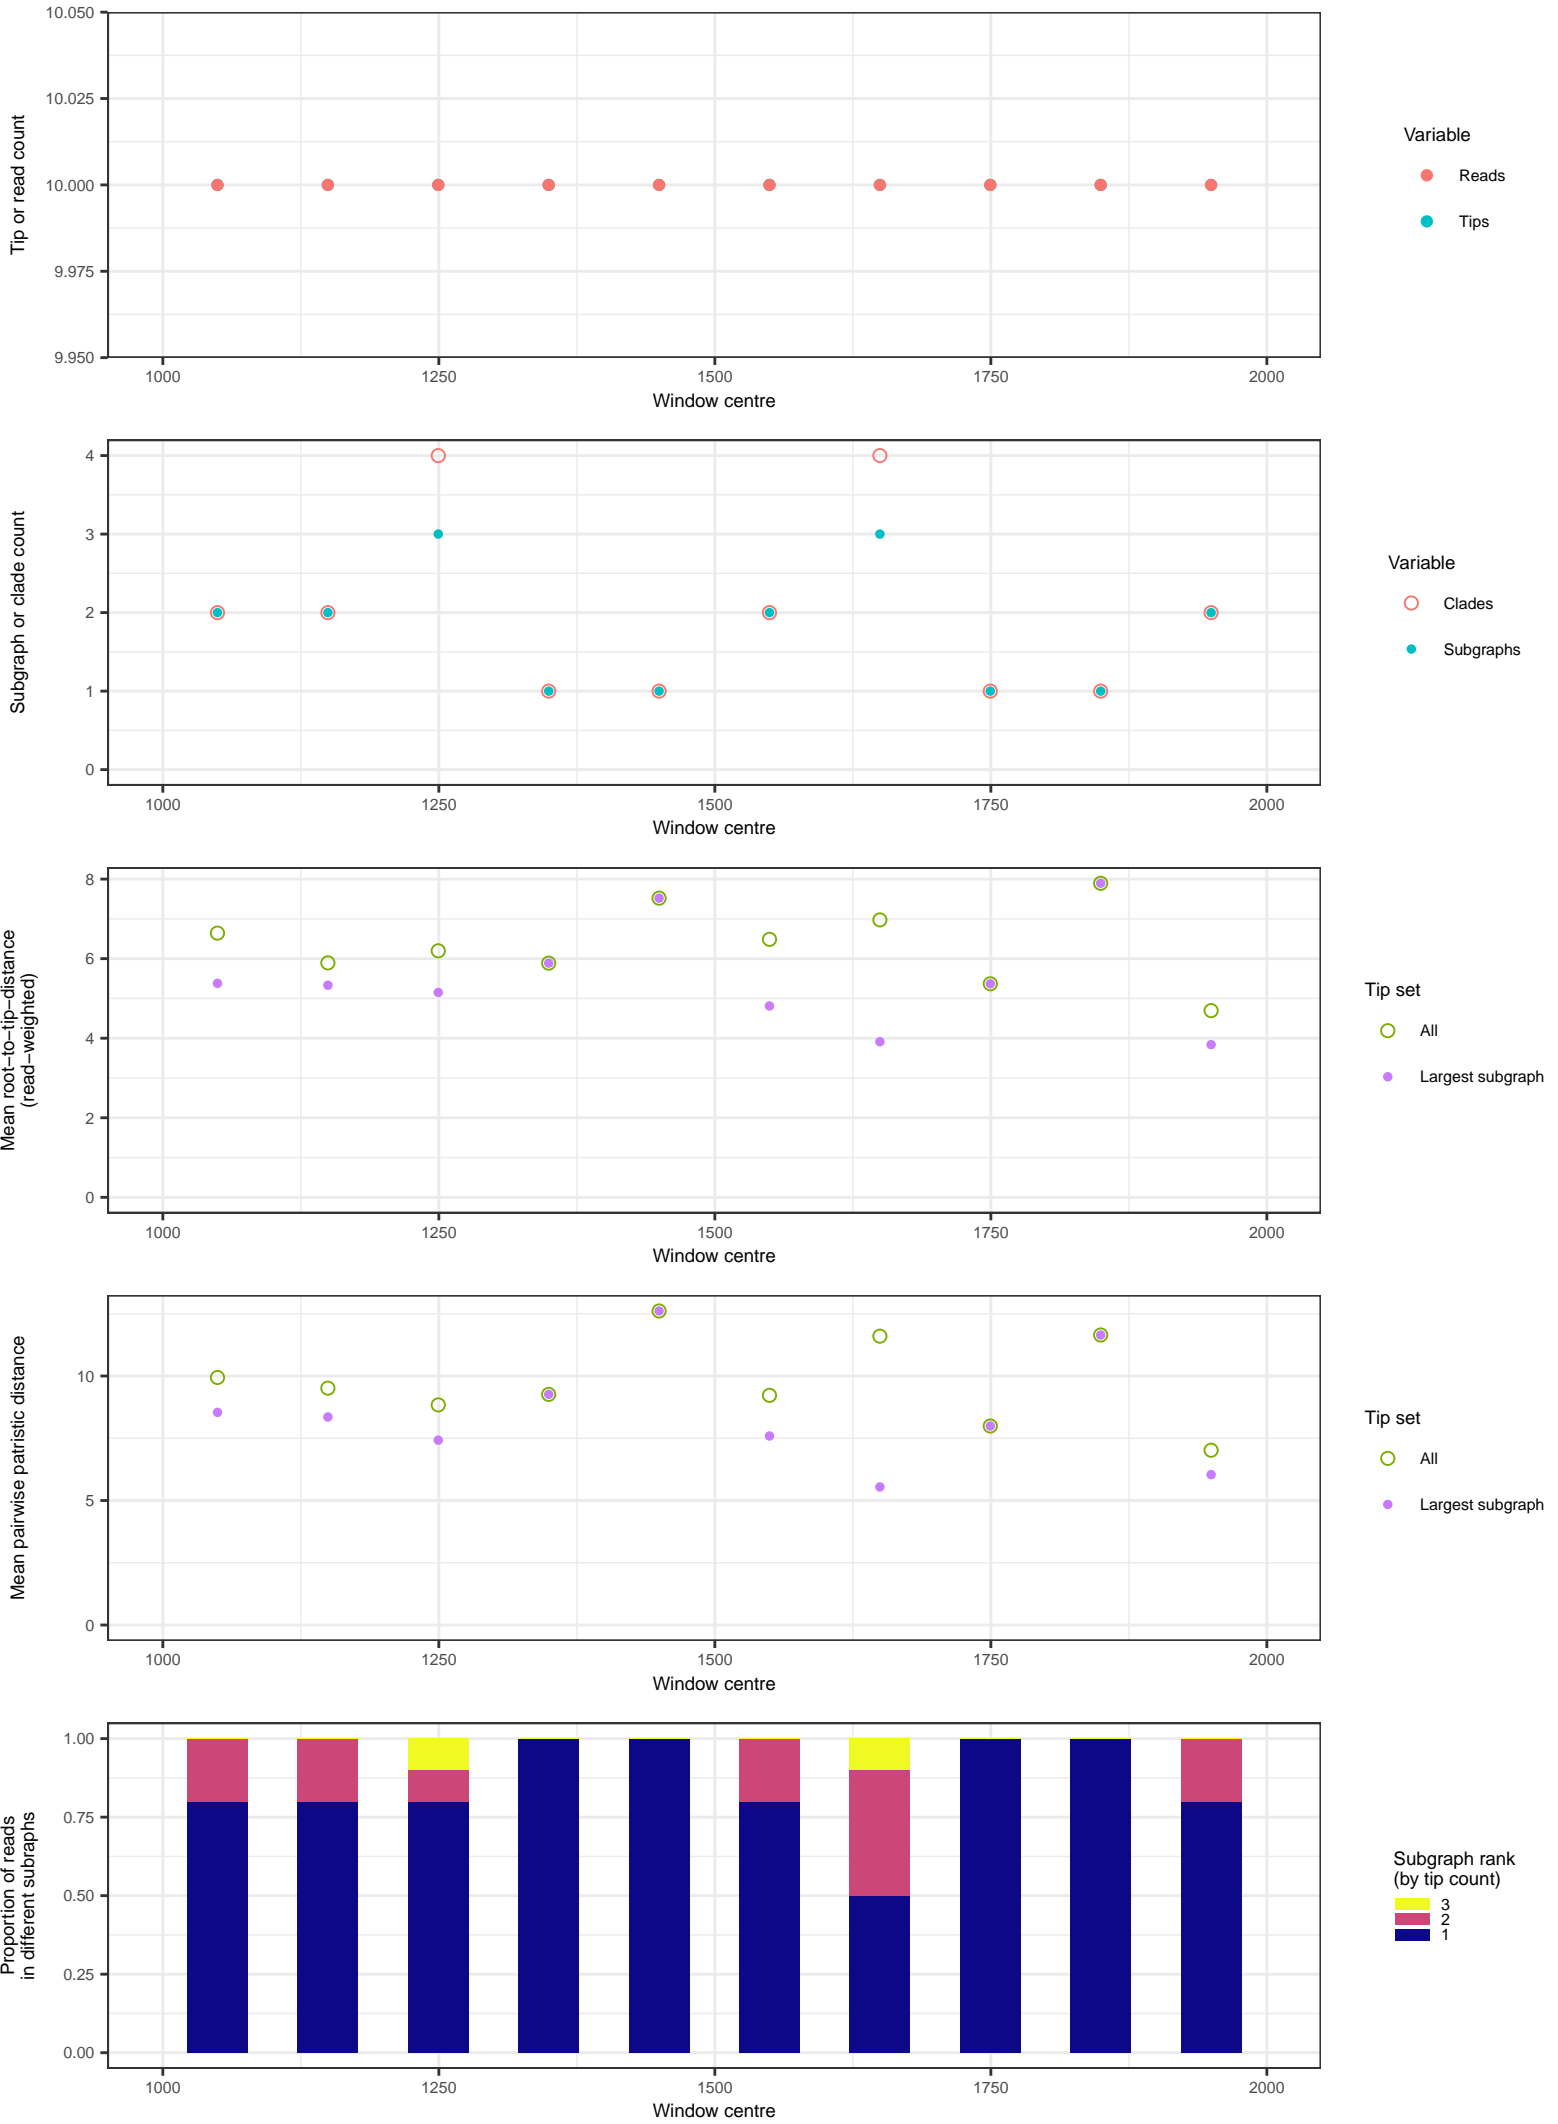 10.050
10.025
10.000
9.975
9.950
Tip or read count
1000 1250 1500 1750 2000
Window centre
Variable
Reads
Tips
4
3
2
1
0
Subgraph or clade count
1000 1250 1500 1750 2000
Window centre
Variable
Clades
Subgraphs
8
6
4
2
0
Mean root−to−tip−distance
(read−weighted)
1000 1250 1500 1750 2000
Window centre
Tip set
All
Largest subgraph
10
5
0
Mean pairwise patristic distance
1000 1250 1500 1750 2000
Window centre
Tip set
All
Largest subgraph
1.00
0.75
0.50
0.25
0.00
Proportion of reads
in different subraphs
1000 1250 1500 1750 2000
Window centre
Subgraph rank
(by tip count)
3
2
1